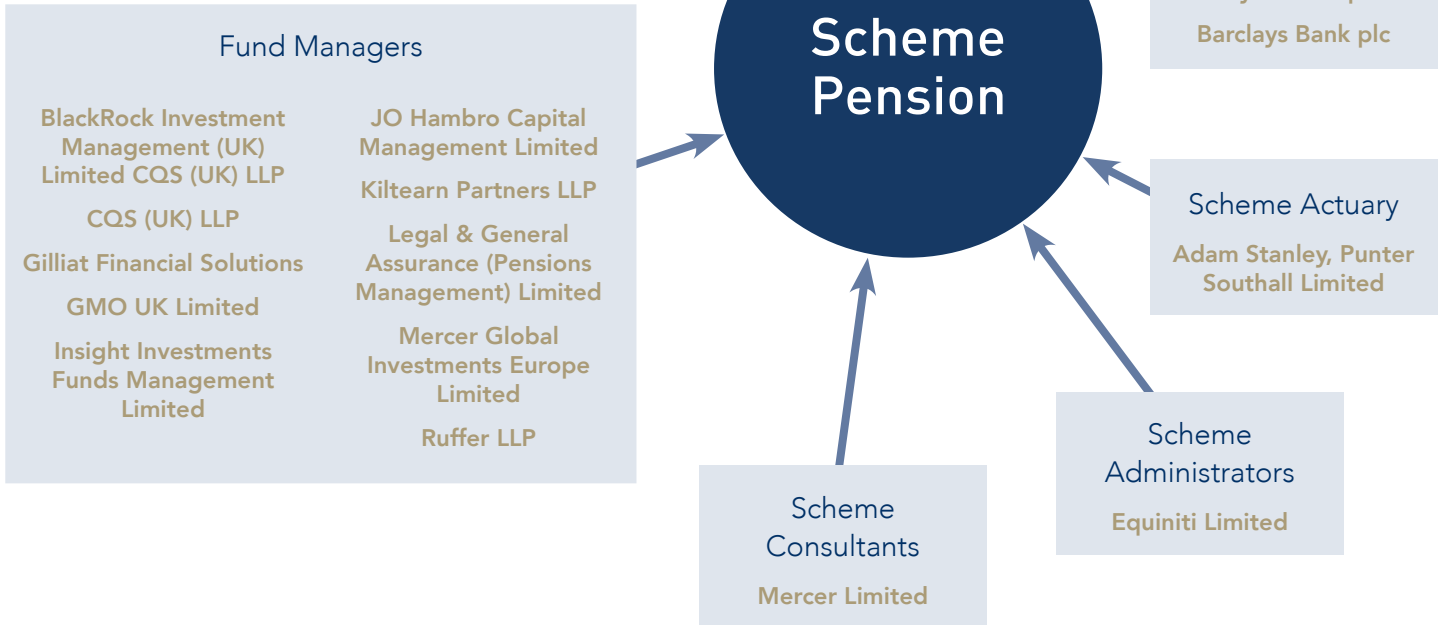 Fund Managers
BlackRock Investment
Management (UK)
Limited CQS (UK) LLP
CQS (UK) LLP
Gilliat Financial Solutions
GMO UK Limited
Insight Investments
Funds Management
Limited
JO Hambro Capital
Management Limited
Kiltearn Partners LLP
Legal & General
Assurance (Pensions
Management) Limited
Mercer Global
Investments Europe
Limited
Ruffer LLP
Scheme
Pension
Barclays Bank plc
Scheme Actuary
Adam Stanley, Punter
Southall Limited
Scheme
Administrators
Equiniti Limited
Scheme
Consultants
Mercer Limited